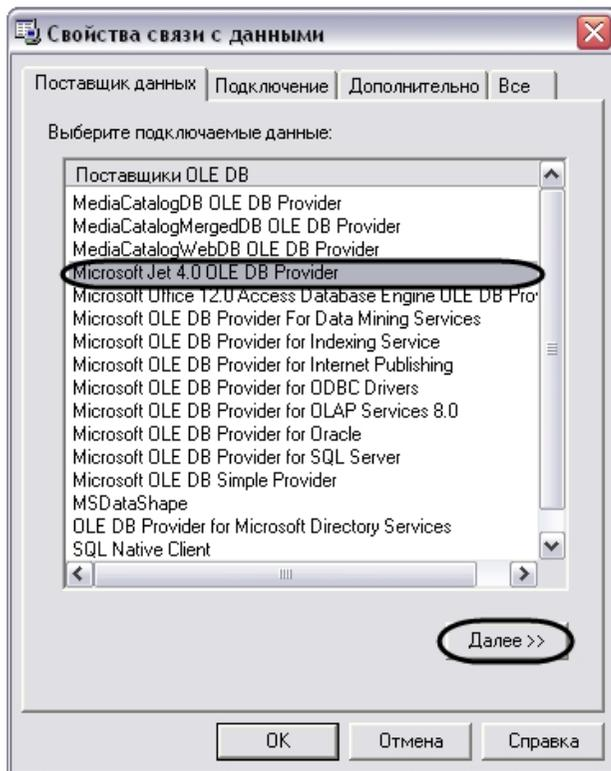 Свойства связи с данными
Поставщик данных Подключение Дополнительно Все
Выберите подключаемые данные:
Поставщики OLE DB
MediaCatalogDB OLE DB Provider
MediaCatalogMergedDB OLE DB Provider
MediaCatalogWebDB OLE DB Provider
Microsoft Jet 4.0 OLE DB Provider
Microsoft Office 12.0 Access Database Engine OLE DB Pro
Microsoft OLE DB Provider For Data Mining Services
Microsoft OLE DB Provider for Indexing Service
Microsoft OLE DB Provider for Internet Publishing
Microsoft OLE DB Provider for ODBC Drivers
Microsoft OLE DB Provider for OLAP Services 8.0
Microsoft OLE DB Provider for Oracle
Microsoft OLE DB Provider for SQL Server
Microsoft OLE DB Simple Provider
MSDataShape
OLE DB Provider for Microsoft Directory Services
SQL Native Client
Далее >>
OK Отмена Справка